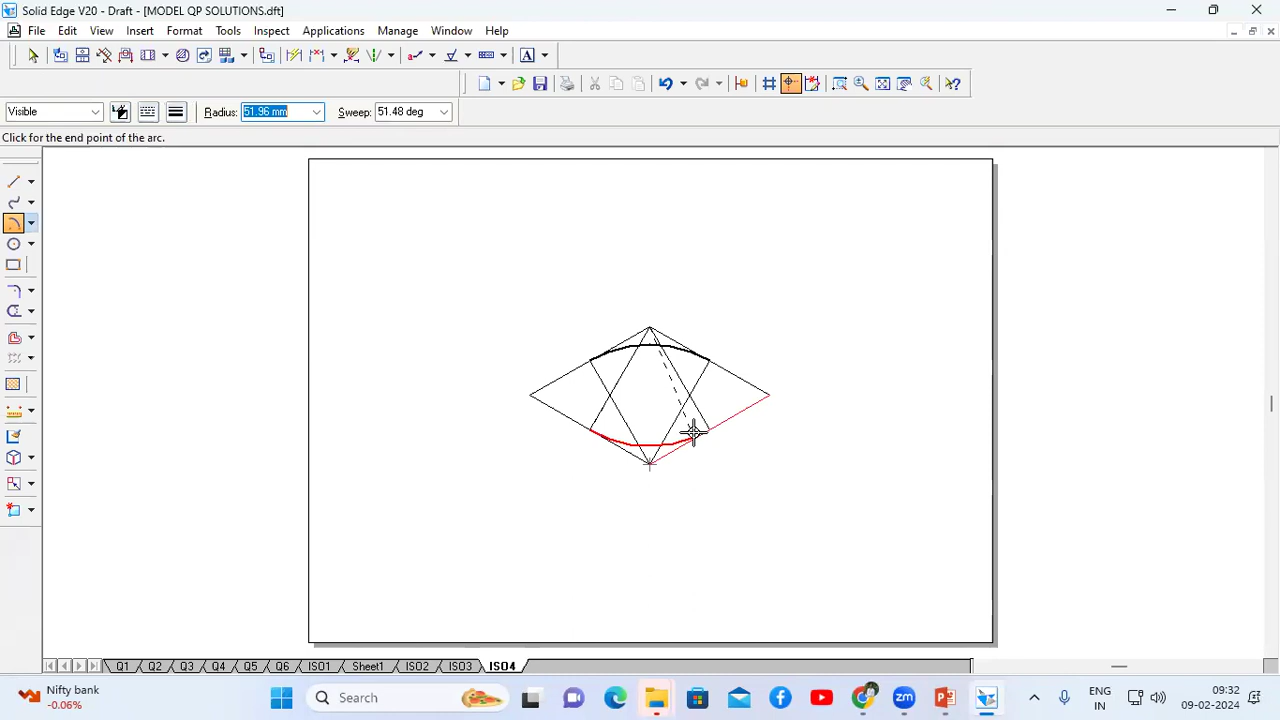 Solid Edge V20 - Draft - [MODEL QP SOLUTIONS.dft]
File Edit View Insert Format Tools Inspect Applications Manage Window Help
Visible Radius: 51.96 mm Sweep: 51.48 deg
Click for the end point of the arc.
Q1 Q2 Q3 Q4 Q5 Q6 ISO1 Sheet1 ISO2 ISO3 ISO4
Nifty bank
-0.06%
Search
zm
ENG
IN
09:32
09-02-2024